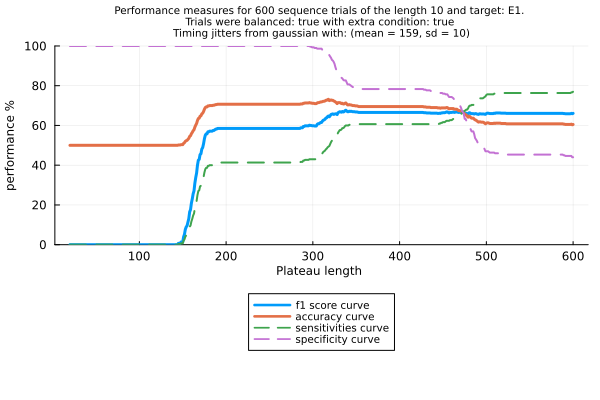 Performance measures for 600 sequence trials of the length 10 and target: E1.
Trials were balanced: true with extra condition: true
Timing jitters from gaussian with: (mean = 159, sd = 10)
100
80
60
40
20
0
performance %
100
200
300
400
500
600
Plateau length
f1 score curve
accuracy curve
sensitivities curve
specificity curve